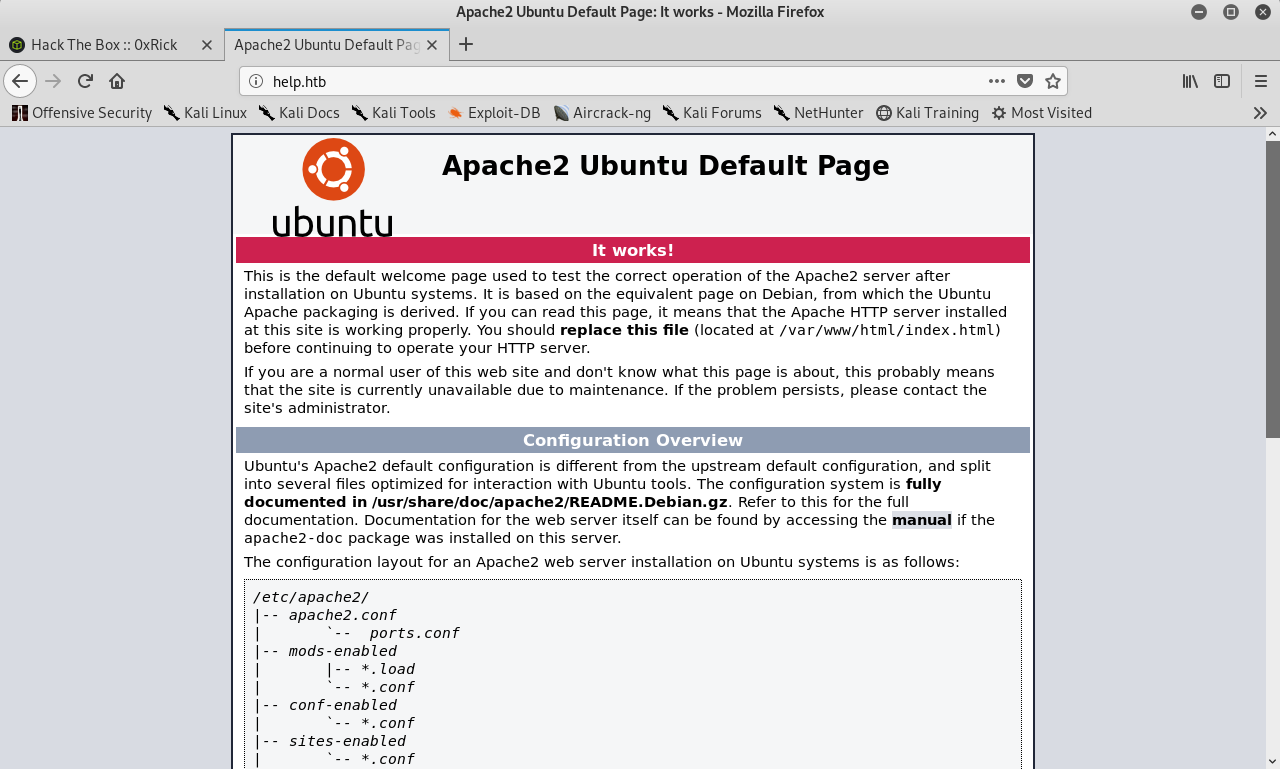 Apache2 Ubuntu Default Page: It works - Mozilla Firefox
Hack The Box :: 0xRick
Apache2 Ubuntu Default Pag
help.htb
Offensive Security
Kali Linux
Kali Docs
Kali Tools
Exploit-DB
Aircrack-ng
Kali Forums
NetHunter
Kali Training
Most Visited
ubuntu
Apache2 Ubuntu Default Page
It works!
This is the default welcome page used to test the correct operation of the Apache2 server after
installation on Ubuntu systems. It is based on the equivalent page on Debian, from which the Ubuntu
Apache packaging is derived. If you can read this page, it means that the Apache HTTP server installed
at this site is working properly. You should replace this file (located at /var/www/html/index.html)
before continuing to operate your HTTP server.
If you are a normal user of this web site and don't know what this page is about, this probably means
that the site is currently unavailable due to maintenance. If the problem persists, please contact the
site's administrator.
Configuration Overview
Ubuntu's Apache2 default configuration is different from the upstream default configuration, and split
into several files optimized for interaction with Ubuntu tools. The configuration system is fully
documented in /usr/share/doc/apache2/README.Debian.gz. Refer to this for the full
documentation. Documentation for the web server itself can be found by accessing the manual if the
apache2-doc package was installed on this server.
The configuration layout for an Apache2 web server installation on Ubuntu systems is as follows:
/etc/apache2/
|-- apache2.conf
|       `--  ports.conf
|-- mods-enabled
|       |-- *.load
|       `-- *.conf
|-- conf-enabled
|       `-- *.conf
|-- sites-enabled
|       `-- *.conf